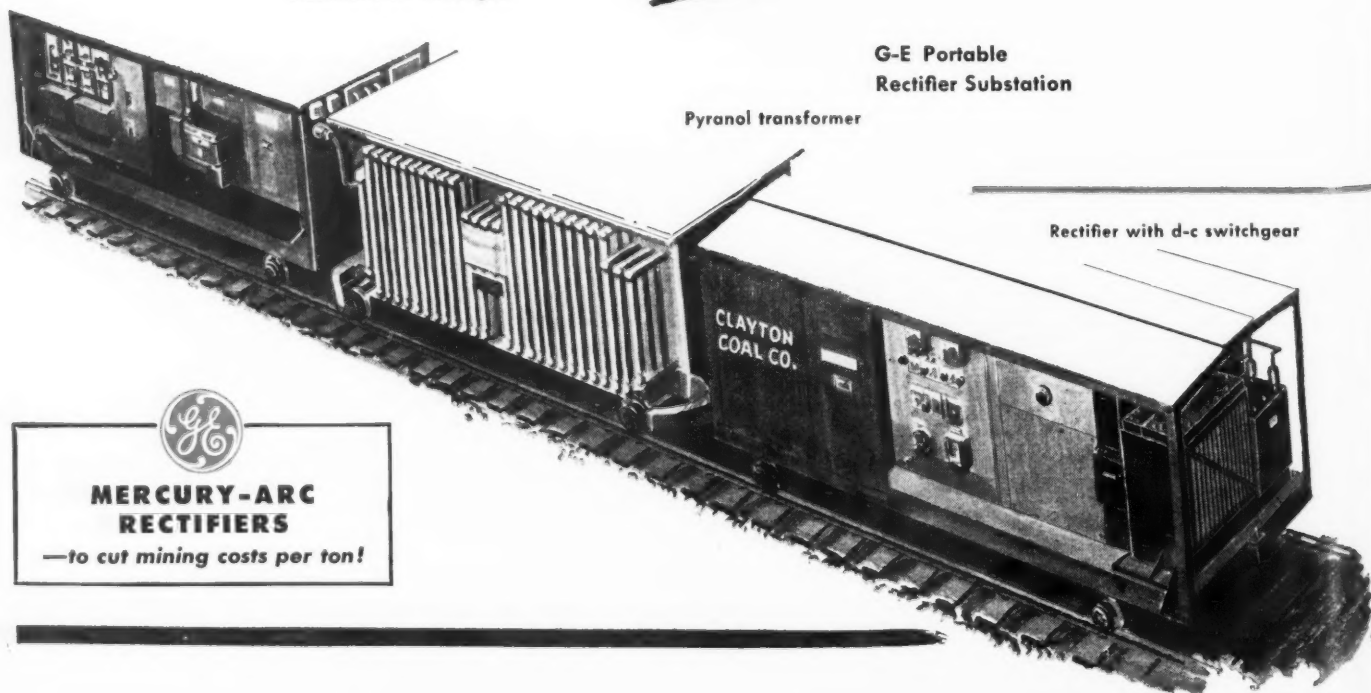 G-E Portable
Rectifier Substation
Pyranol transformer
Rectifier with d-c switchgear
CLAYTON
COAL CO.
GE
MERCURY-ARC
RECTIFIERS
—to cut mining costs per ton!